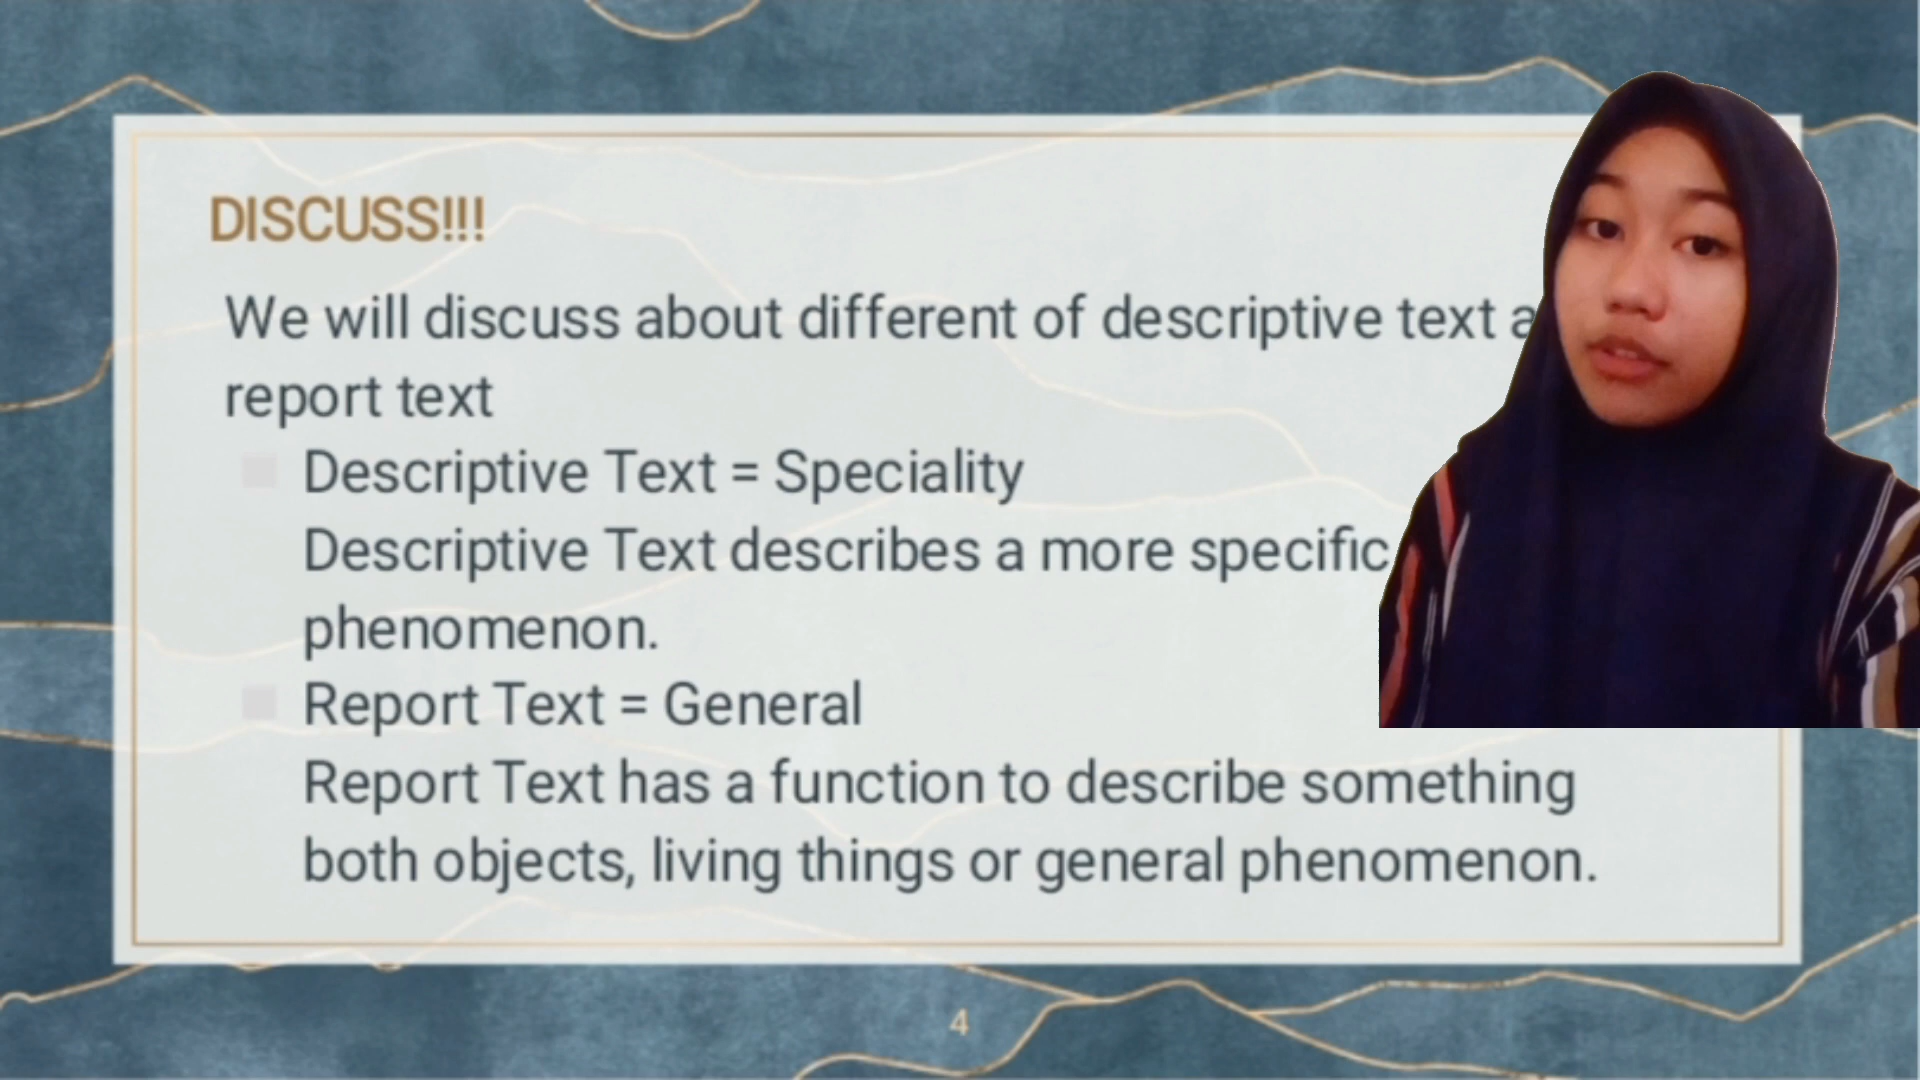 DISCUSS!!!
We will discuss about different of descriptive text
report text
Descriptive Text = Speciality
Descriptive Text describes a more specific
phenomenon.
Report Text = General
Report Text has a function to describe something
both objects, living things or general phenomenon.
4